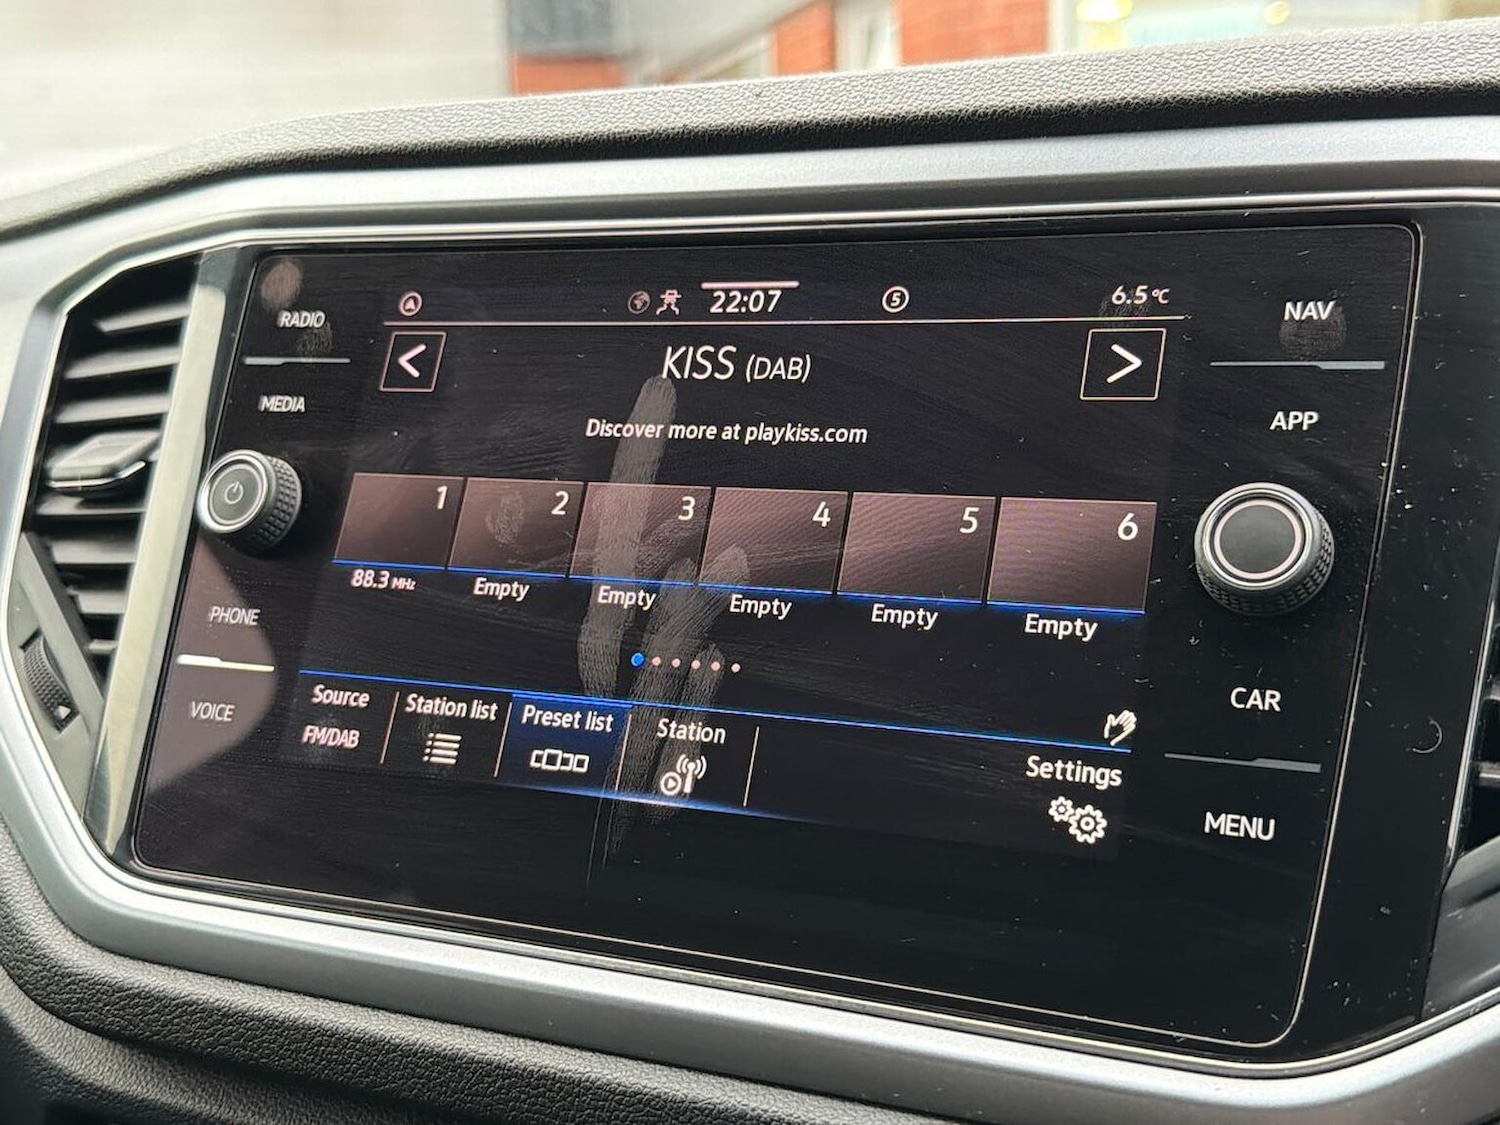 RADIO
MEDIA
PHONE
VOICE
22:07
5
6.5°C
KISS (DAB)
Discover more at playkiss.com
1
2
3
4
5
6
88.3 MHz
Empty
Empty
Empty
Empty
Empty
Source
FM/DAB
Station list
Preset list
Station
Settings
NAV
APP
CAR
MENU